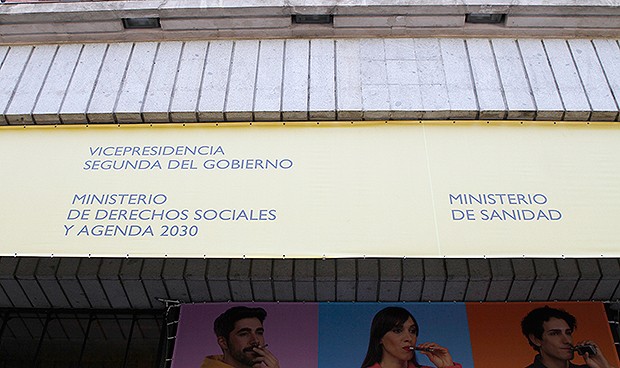 VICEPRESIDENCIA
SEGUNDA DEL GOBIERNO
MINISTERIO
DE DERECHOS SOCIALES
Y AGENDA 2030
MINISTERIO
DE SANIDAD